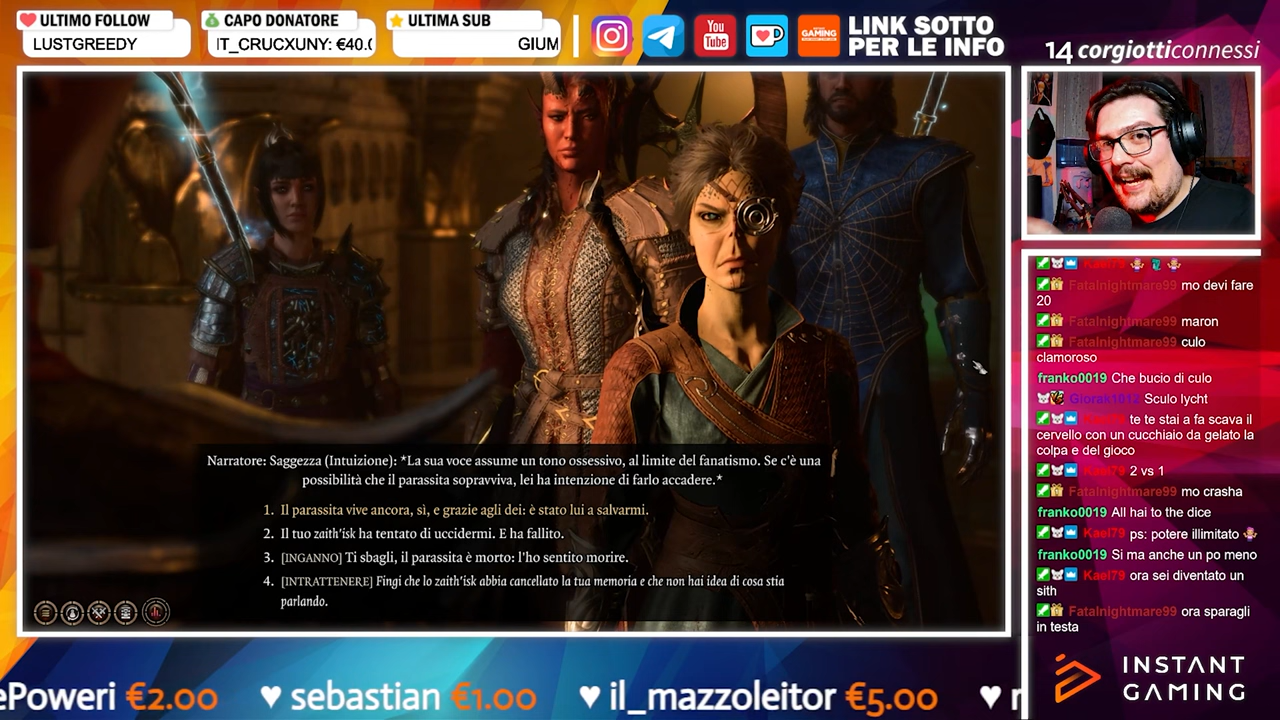 ULTIMO FOLLOW
LUSTGREEDY
CAPO DONATORE
IT_CRUCXUNY: €40.0
ULTIMA SUB
GIUM
You
Tube
GAMING
LINK SOTTO
PER LE INFO
14 corgiotticonnessi
Narratore: Saggezza (Intuizione): *La sua voce assume un tono ossessivo, al limite del fanatismo. Se c'è una
possibilità che il parassita sopravviva, lei ha intenzione di farlo accadere.*
1. Il parassita vive ancora, sì, e grazie agli dei: è stato lui a salvarmi.
2. Il tuo zaith'isk ha tentato di uccidermi. E ha fallito.
3. [INGANNO] Ti sbagli, il parassita è morto: l'ho sentito morire.
4. [INTRATTENERE] Fingi che lo zaith'isk abbia cancellato la tua memoria e che non hai idea di cosa stia
parlando.
Kael79
Fatalnightmare99 mo devi fare
20
Fatalnightmare99 maron
Fatalnightmare99 culo
clamoroso
franko0019 Che bucio di culo
Giorak1012 Sculo lycht
Kael79 te te stai a fa scava il
cervello con un cucchiaio da gelato la
colpa e del gioco
Kael79 2 vs 1
Fatalnightmare99 mo crasha
franko0019 All hai to the dice
Kael79 ps: potere illimitato
franko0019 Si ma anche un po meno
Kael79 ora sei diventato un
sith
Fatalnightmare99 ora sparagli
in testa
INSTANT
GAMING
ePoweri €2.00 ♥ sebastian €1.00 ♥ il_mazzoleitor €5.00 ♥